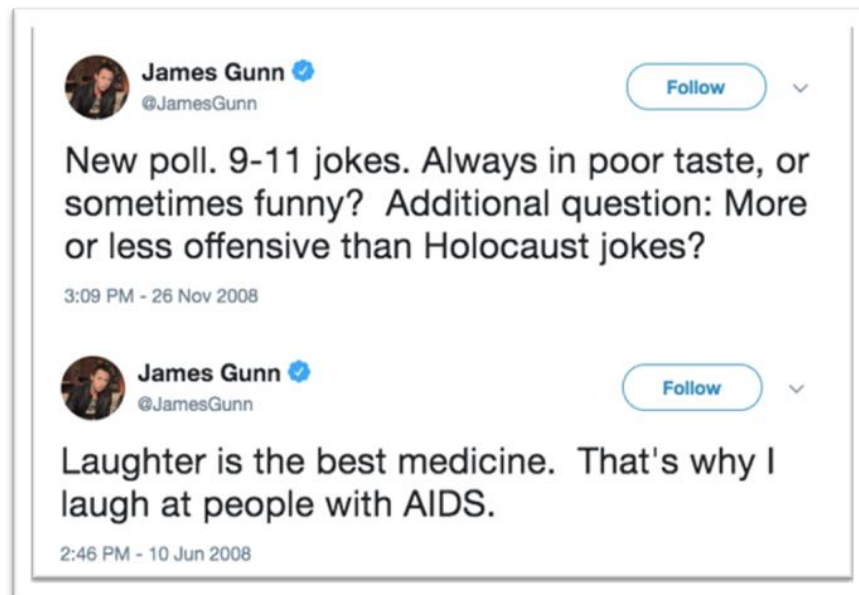 James Gunn
@JamesGunn
Follow
New poll. 9-11 jokes. Always in poor taste, or
sometimes funny?  Additional question: More
or less offensive than Holocaust jokes?
3:09 PM - 26 Nov 2008
James Gunn
@JamesGunn
Follow
Laughter is the best medicine.  That's why I
laugh at people with AIDS.
2:46 PM - 10 Jun 2008